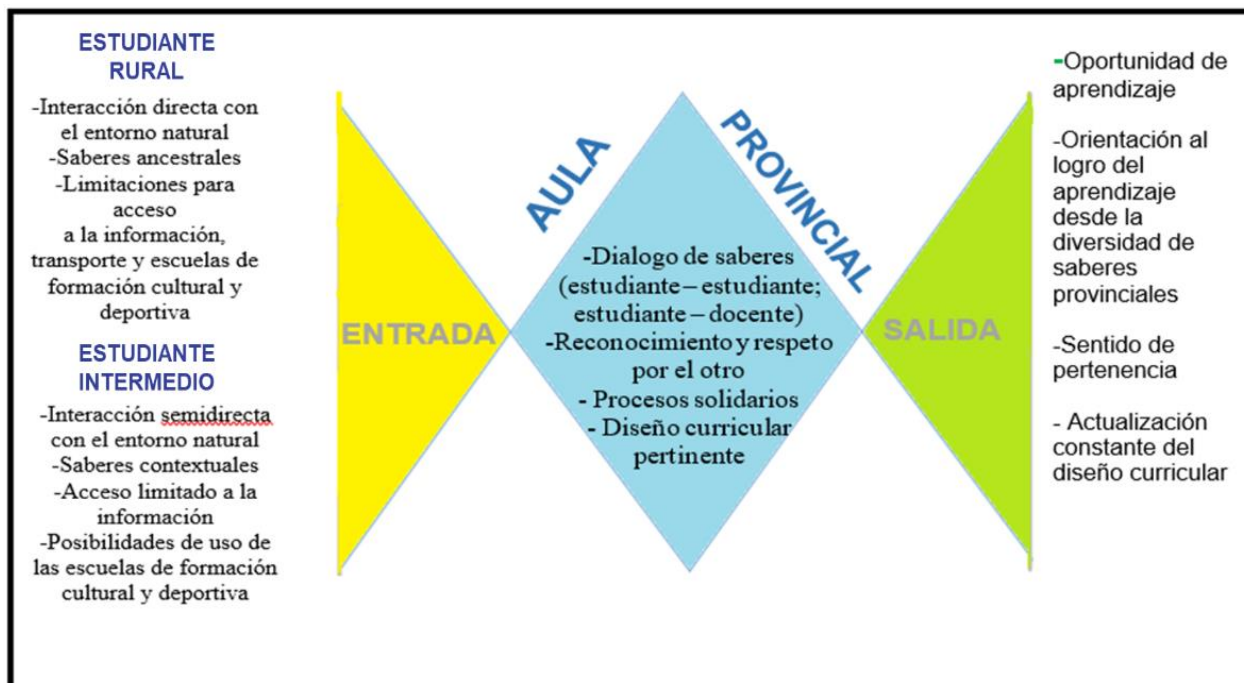 ESTUDIANTE
RURAL
-Interacción directa con
el entorno natural
-Saberes ancestrales
-Limitaciones para
acceso
a la información,
transporte y escuelas de
formación cultural y
deportiva
ESTUDIANTE
INTERMEDIO
-Interacción semidirecta
con el entorno natural
-Saberes contextuales
-Acceso limitado a la
información
-Posibilidades de uso de
las escuelas de formación
cultural y deportiva
ENTRADA
AULA
PROVINCIAL
-Dialogo de saberes
(estudiante – estudiante;
estudiante – docente)
-Reconocimiento y respeto
por el otro
- Procesos solidarios
- Diseño curricular
pertinente
SALIDA
-Oportunidad de
aprendizaje
-Orientación al
logro del
aprendizaje
desde la
diversidad de
saberes
provinciales
-Sentido de
pertenencia
- Actualización
constante del
diseño curricular